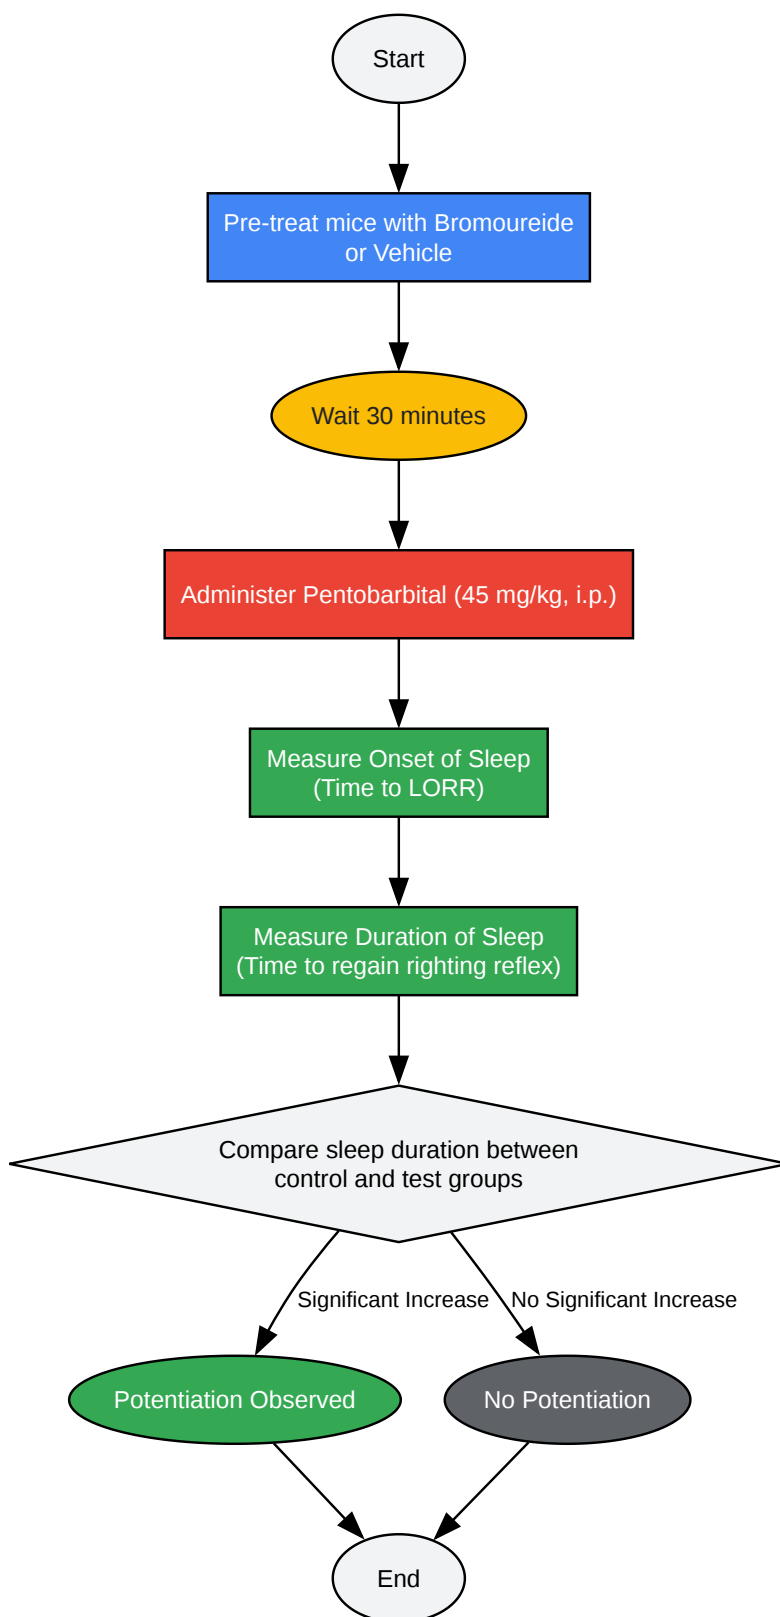 Start
Pre-treat mice with Bromoureide
or Vehicle
Wait 30 minutes
Administer Pentobarbital (45 mg/kg, i.p.)
Measure Onset of Sleep
(Time to LORR)
Measure Duration of Sleep
(Time to regain righting reflex)
Compare sleep duration between
control and test groups
Significant Increase
No Significant Increase
Potentiation Observed
No Potentiation
End